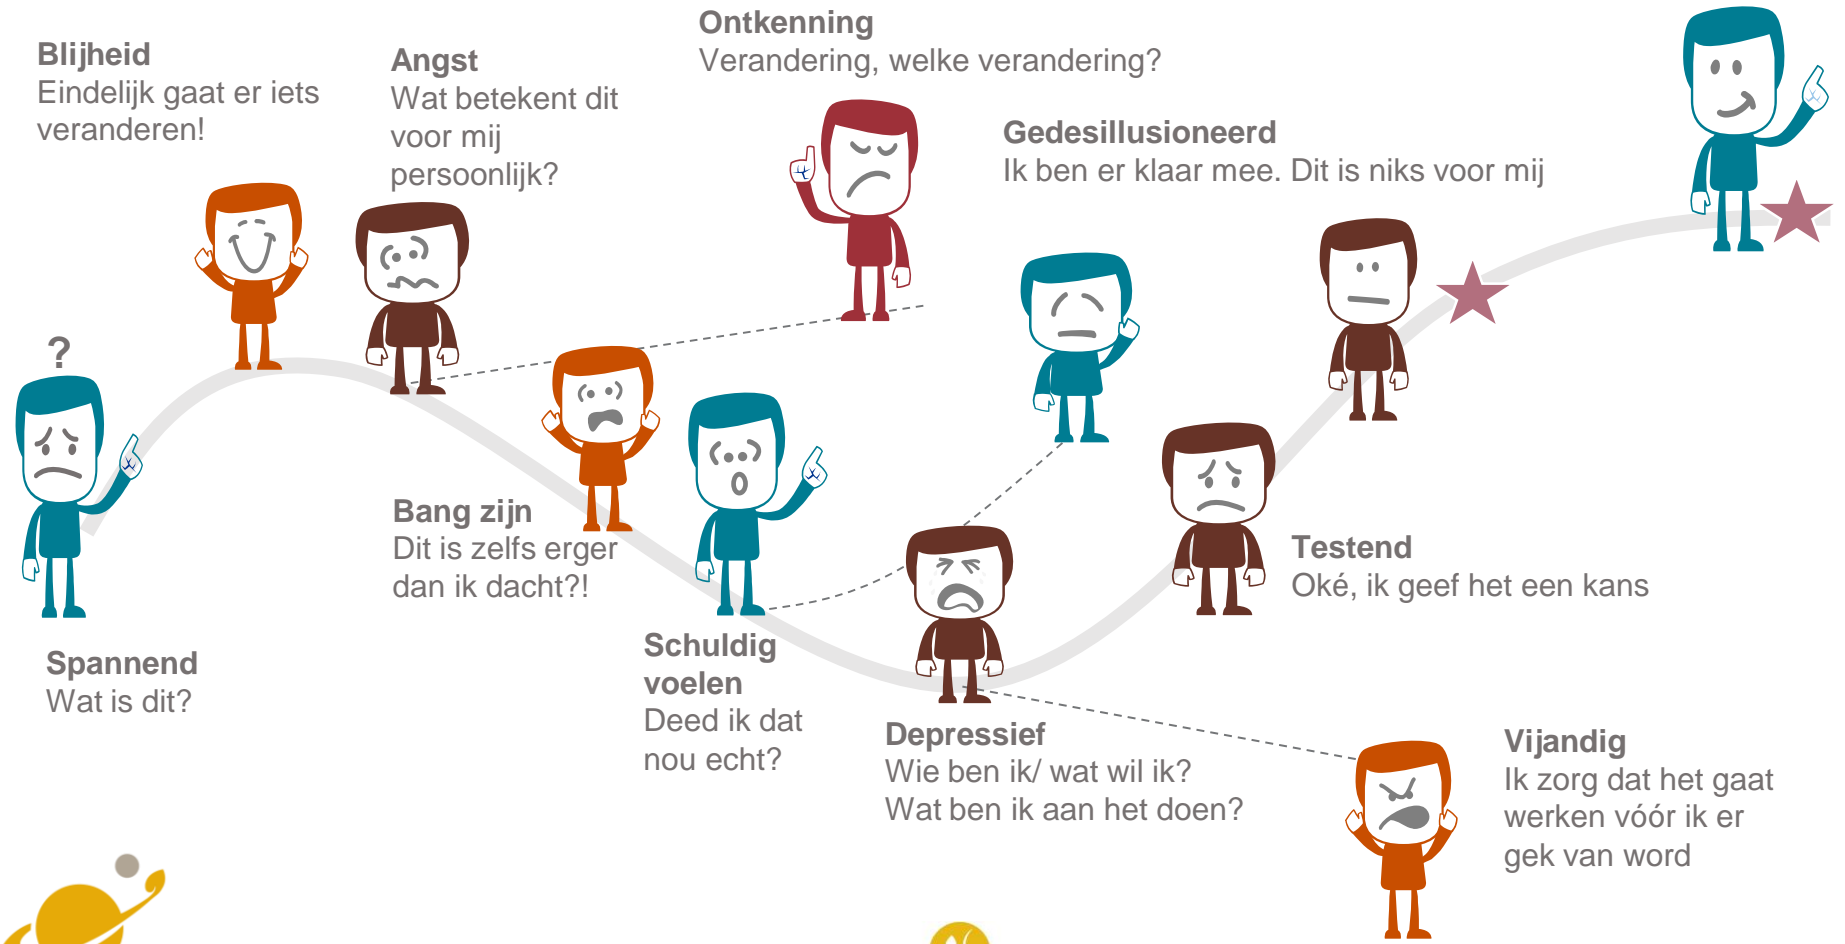 Blijheid
Eindelijk gaat er iets
veranderen!
Angst
Wat betekent dit
voor mij
persoonlijk?
Ontkenning
Verandering, welke verandering?
Gedesillusioneerd
Ik ben er klaar mee. Dit is niks voor mij
?
Spannend
Wat is dit?
Bang zijn
Dit is zelfs erger
dan ik dacht?!
Schuldig
voelen
Deed ik dat
nou echt?
Depressief
Wie ben ik/ wat wil ik?
Wat ben ik aan het doen?
Testend
Oké, ik geef het een kans
Vijandig
Ik zorg dat het gaat
werken vóór ik er
gek van word